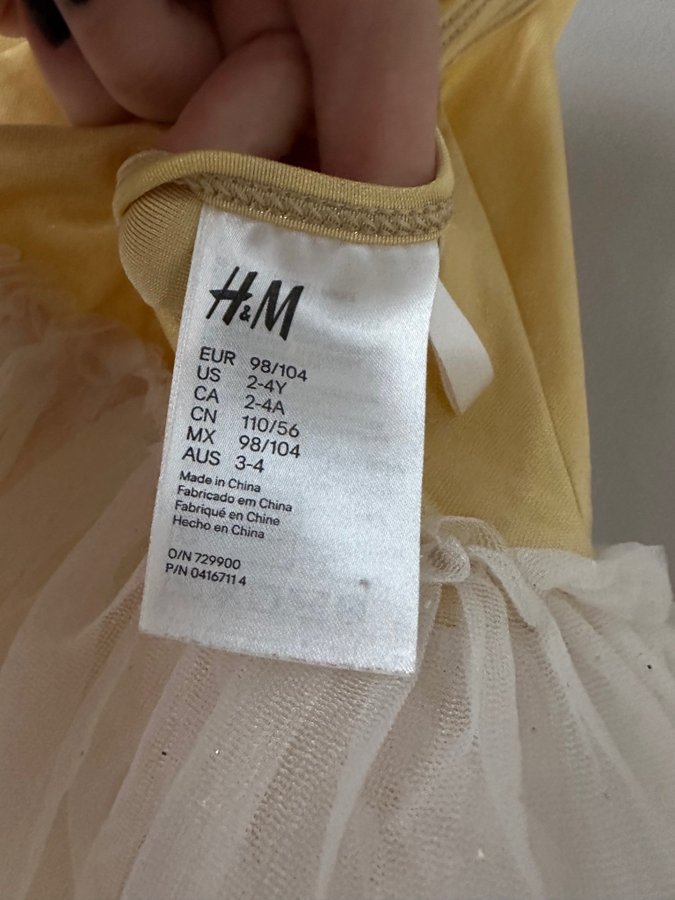 H&M
EUR 98/104
US 2-4Y
CA 2-4A
CN 110/56
MX 98/104
AUS 3-4
Made in China
Fabricado em China
Fabriqué en Chine
Hecho en China
O/N 729900
P/N 0416711 4